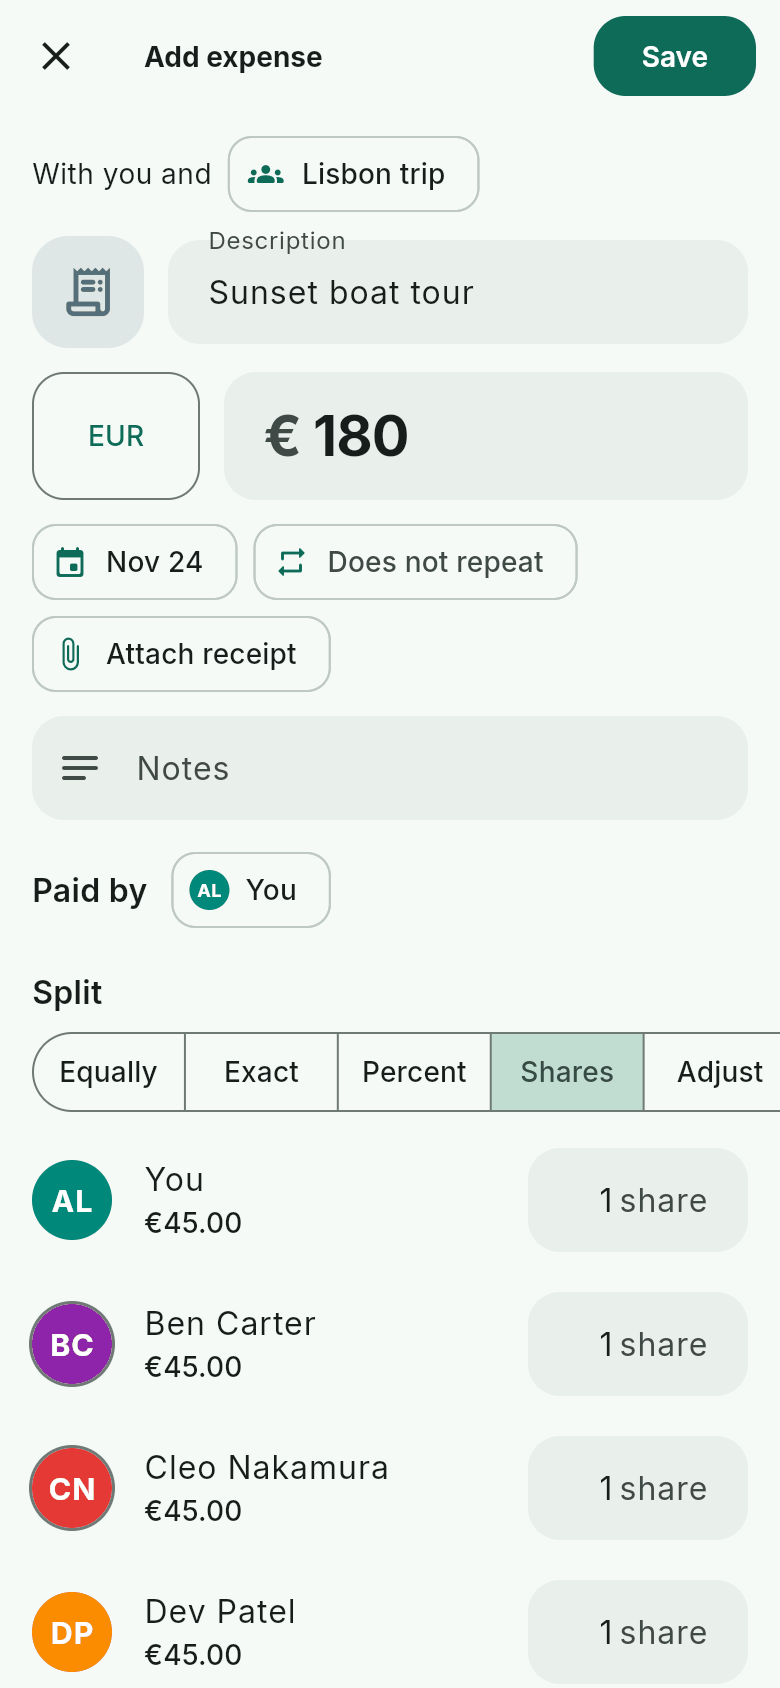 Add expense
Save
With you and
Lisbon trip
Description
Sunset boat tour
EUR
€ 180
Nov 24
Does not repeat
Attach receipt
Notes
Paid by
AL
You
Split
Equally
Exact
Percent
Shares
Adjust
AL
You
€45.00
1 share
BC
Ben Carter
€45.00
1 share
CN
Cleo Nakamura
€45.00
1 share
DP
Dev Patel
€45.00
1 share